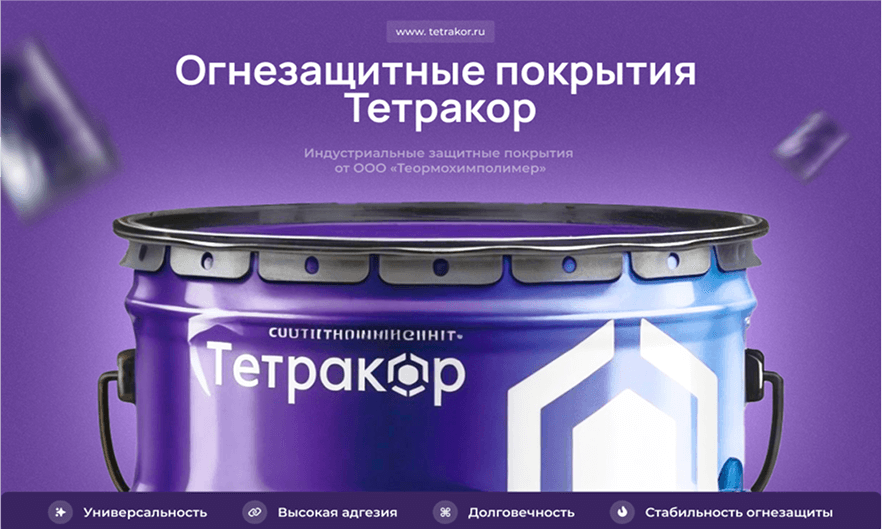 www. tetrakor.ru
Огнезащитные покрытия
Тетракор
Индустриальные защитные покрытия
от ООО «Теормохимполимер»
Тетракор
Универсальность
Высокая адгезия
Долговечность
Стабильность огнезащиты